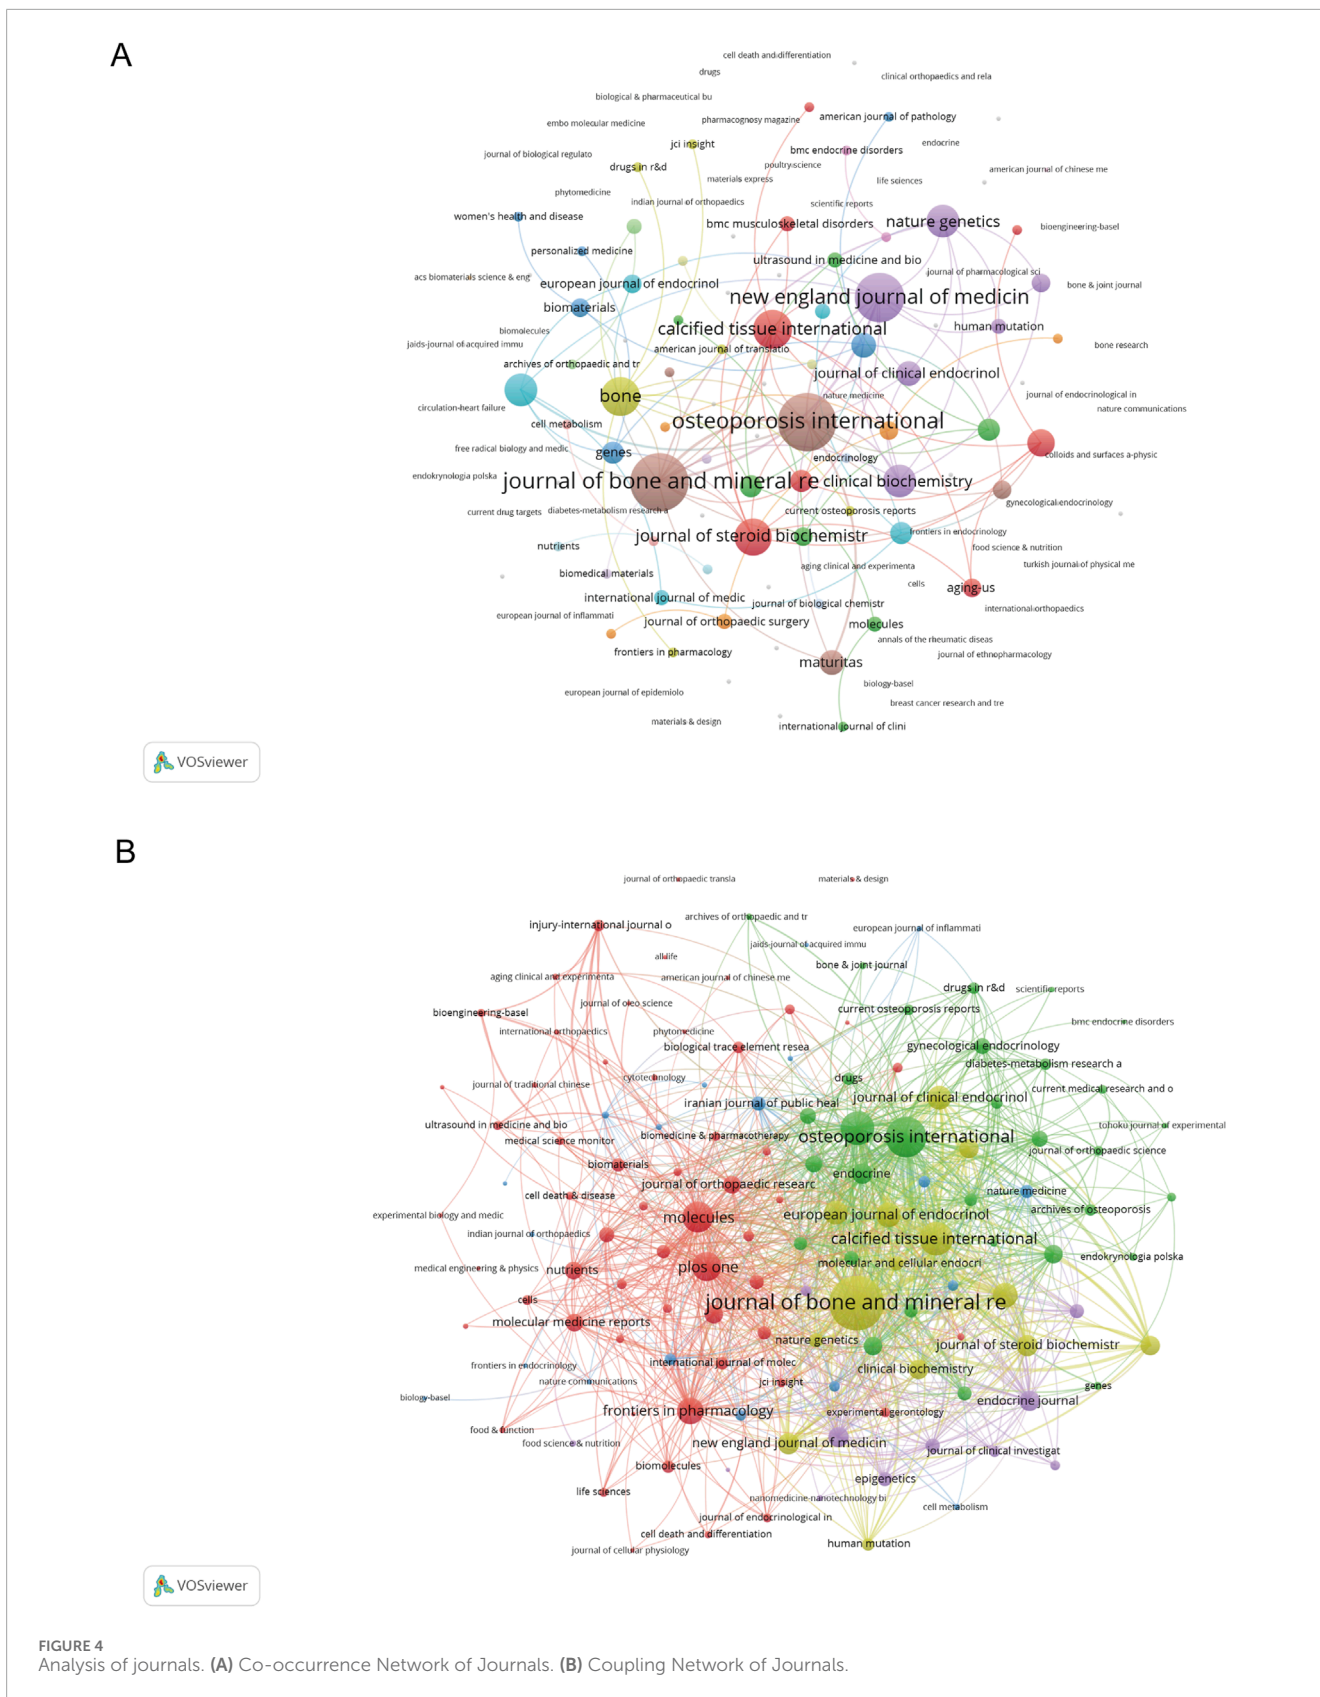 A
cell death and differentiation
drugs
clinical orthopaedics and rela
biological & pharmaceutical bu
pharmacognosy magazine
american journal of pathology
embo molecular medicine
jci insight
bmc endocrine disorders
endocrine
journal of biological regulato
drugs in r&d
poultry science
american journal of chinese me
materials express
life sciences
phytomedicine
indian journal of orthopaedics
scientific reports
women's health and disease
bmc musculoskeletal disorders
nature genetics
bioengineering-basel
personalized medicine
ultrasound in medicine and bio
acs biomaterials science & eng
european journal of endocrinol
journal of pharmacological sci
bone & joint journal
new england journal of medicin
biomaterials
biomolecules
calcified tissue international
human mutation
jaids-journal of acquired immu
american journal of translatio
bone research
archives of orthopaedic and tr
journal of clinical endocrinol
bone
nature medicine
journal of endocrinological in
circulation-heart failure
nature communications
cell metabolism
osteoporosis international
free radical biology and medic
genes
endocrinology
colloids and surfaces a-physic
endokrynologia polska
journal of bone and mineral re
clinical biochemistry
gynecological endocrinology
current drug targets
diabetes-metabolism research a
current osteoporosis reports
journal of steroid biochemistr
frontiers in endocrinology
nutrients
food science & nutrition
aging clinical and experimenta
turkish journal of physical me
biomedical materials
cells
aging-us
international journal of medic
journal of biological chemistr
international orthopaedics
european journal of inflammati
journal of orthopaedic surgery
molecules
annals of the rheumatic diseas
frontiers in pharmacology
maturitas
journal of ethnopharmacology
european journal of epidemiolo
biology-basel
breast cancer research and tre
materials & design
international journal of clini
VOSviewer
B
journal of orthopaedic transla
materials & design
injury-international journal o
archives of orthopaedic and tr
european journal of inflammati
jaids-journal of acquired immu
all life
bone & joint journal
aging clinical and experimenta
american journal of chinese me
drugs in r&d
scientific reports
journal of oleo science
bioengineering-basel
current osteoporosis reports
international orthopaedics
phytomedicine
bmc endocrine disorders
biological trace element resea
gynecological endocrinology
diabetes-metabolism research a
cytotechnology
drugs
journal of traditional chinese
current medical research and o
iranian journal of public heal
journal of clinical endocrinol
ultrasound in medicine and bio
tohoku journal of experimental
medical science monitor
biomedicine & pharmacotherapy
osteoporosis international
journal of orthopaedic science
biomaterials
endocrine
journal of orthopaedic researc
nature medicine
cell death & disease
archives of osteoporosis
experimental biology and medic
molecules
european journal of endocrinol
indian journal of orthopaedics
calcified tissue international
endokrynologia polska
medical engineering & physics
nutrients
plos one
molecular and cellular endocri
cells
journal of bone and mineral re
molecular medicine reports
nature genetics
journal of steroid biochemistr
frontiers in endocrinology
international journal of molec
clinical biochemistry
nature communications
jci insight
genes
biology-basel
endocrine journal
frontiers in pharmacology
experimental gerontology
food & function
food science & nutrition
new england journal of medicin
journal of clinical investigat
biomolecules
epigenetics
life sciences
nanomedicine-nanotechnology bi
cell metabolism
journal of endocrinological in
cell death and differentiation
human mutation
journal of cellular physiology
VOSviewer
FIGURE 4
Analysis of journals. (A) Co-occurrence Network of Journals. (B) Coupling Network of Journals.